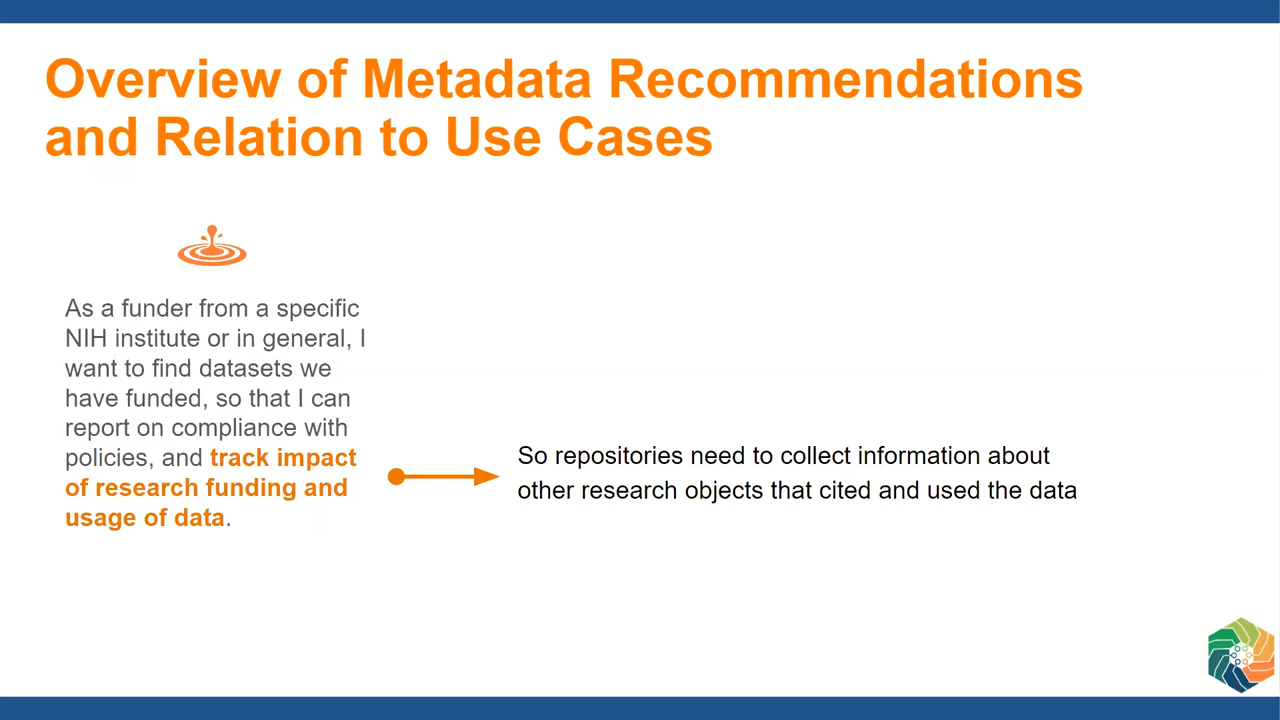 Overview of Metadata Recommendations
and Relation to Use Cases
As a funder from a specific
NIH institute or in general, I
want to find datasets we
have funded, so that I can
report on compliance with
policies, and track impact
of research funding and
usage of data.
So repositories need to collect information about
other research objects that cited and used the data